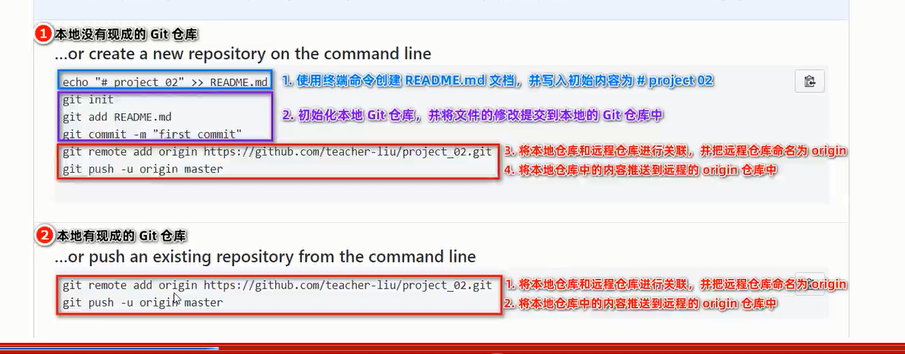 1 本地没有现成的 Git 仓库
...or create a new repository on the command line
echo "# project_02" >> README.md 1. 使用终端命令创建 README.md 文档，并写入初始内容为 # project 02
git init
git add README.md 2. 初始化本地 Git 仓库，并将文件的修改提交到本地的 Git 仓库中
git commit -m "first commit"
git remote add origin https://github.com/teacher-liu/project_02.git 3. 将本地仓库和远程仓库进行关联，并把远程仓库命名为 origin
git push -u origin master 4. 将本地仓库中的内容推送到远程的 origin 仓库中
2 本地有现成的 Git 仓库
...or push an existing repository from the command line
git remote add origin https://github.com/teacher-liu/project_02.git 1. 将本地仓库和远程仓库进行关联，并把远程仓库命名为 origin
git push -u origin master 2. 将本地仓库中的内容推送到远程的 origin 仓库中